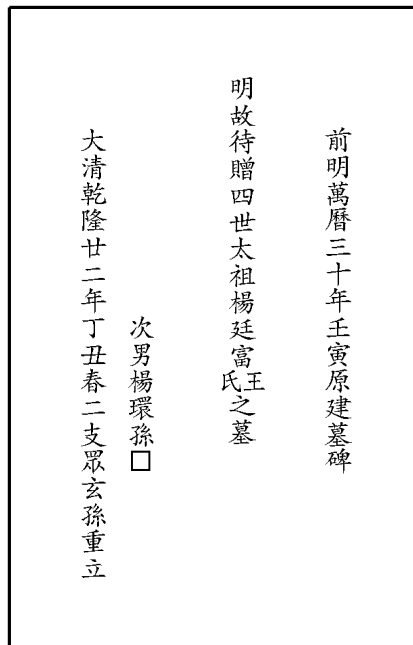 前明萬曆三十年壬寅原建墓碑
明故待贈四世太祖楊廷富王氏之墓
次男楊環孫□
大清乾隆廿二年丁丑春二支眾玄孫重立